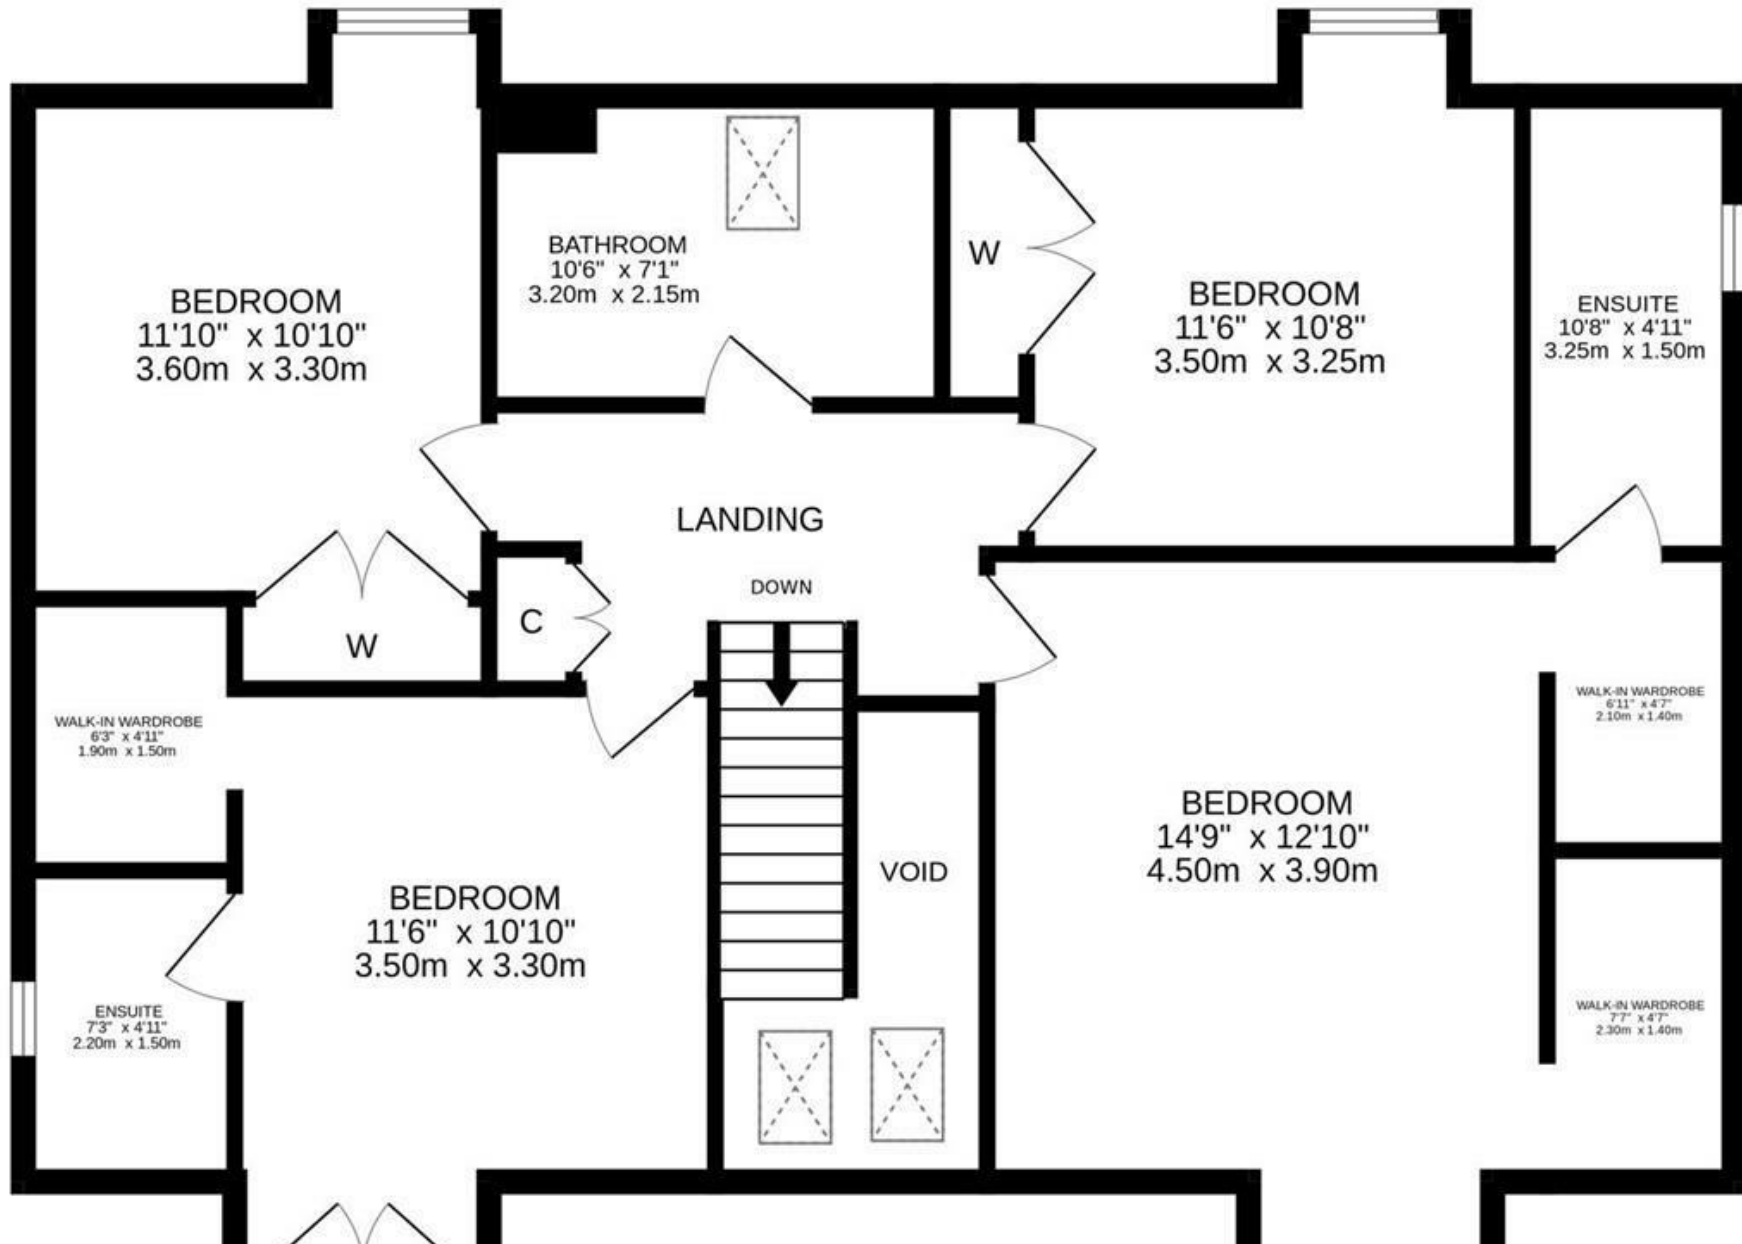 BEDROOM
11'10" x 10'10"
3.60m x 3.30m
BATHROOM
10'6" x 7'1"
3.20m x 2.15m
W
BEDROOM
11'6" x 10'8"
3.50m x 3.25m
ENSUITE
10'8" x 4'11"
3.25m x 1.50m
LANDING
DOWN
C
W
WALK-IN WARDROBE
6'3" x 4'11"
1.90m x 1.50m
WALK-IN WARDROBE
6'11" x 4'7"
2.10m x 1.40m
BEDROOM
14'9" x 12'10"
4.50m x 3.90m
VOID
BEDROOM
11'6" x 10'10"
3.50m x 3.30m
ENSUITE
7'3" x 4'11"
2.20m x 1.50m
WALK-IN WARDROBE
7'7" x 4'7"
2.30m x 1.40m